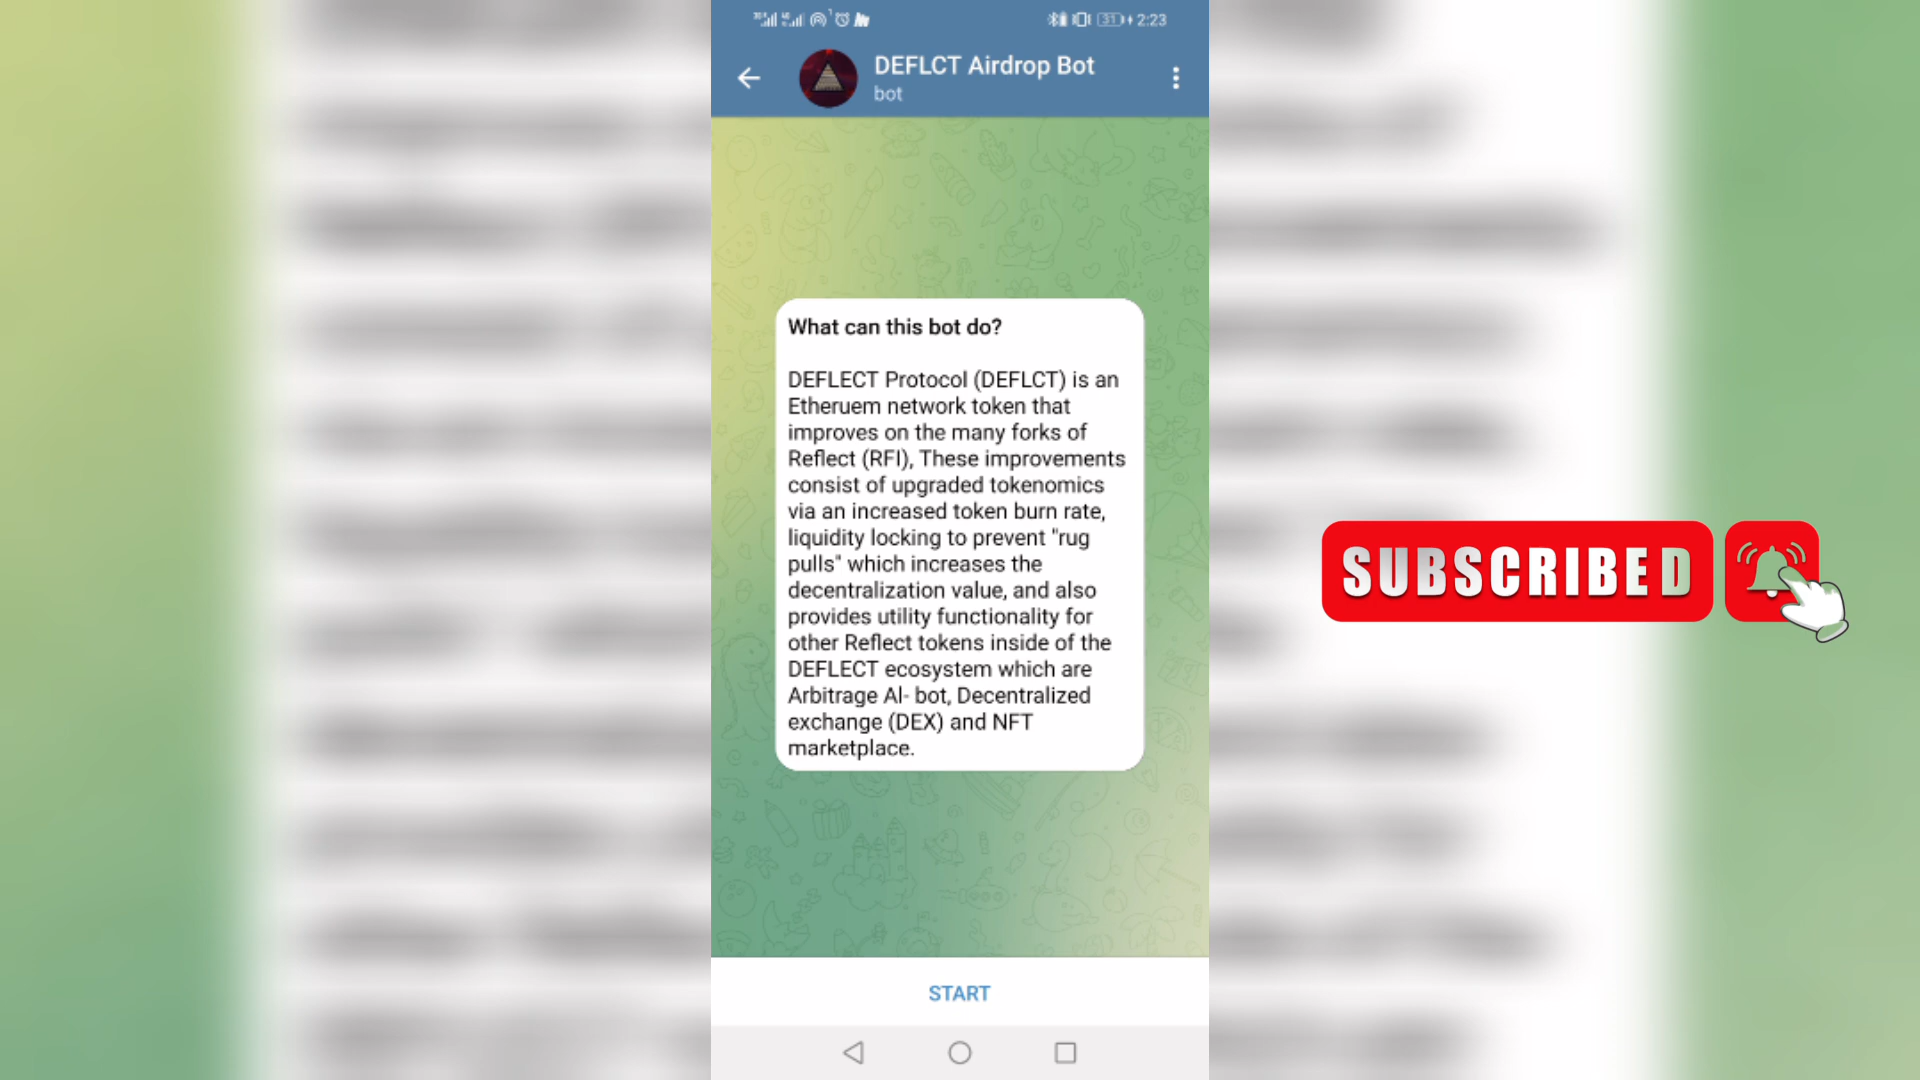 31 2:23
DEFLCT Airdrop Bot
bot
What can this bot do?
DEFLECT Protocol (DEFLCT) is an
Etheruem network token that
improves on the many forks of
Reflect (RFI), These improvements
consist of upgraded tokenomics
via an increased token burn rate,
liquidity locking to prevent "rug
pulls" which increases the
decentralization value, and also
provides utility functionality for
other Reflect tokens inside of the
DEFLECT ecosystem which are
Arbitrage AI- bot, Decentralized
exchange (DEX) and NFT
marketplace.
SUBSCRIBED
START